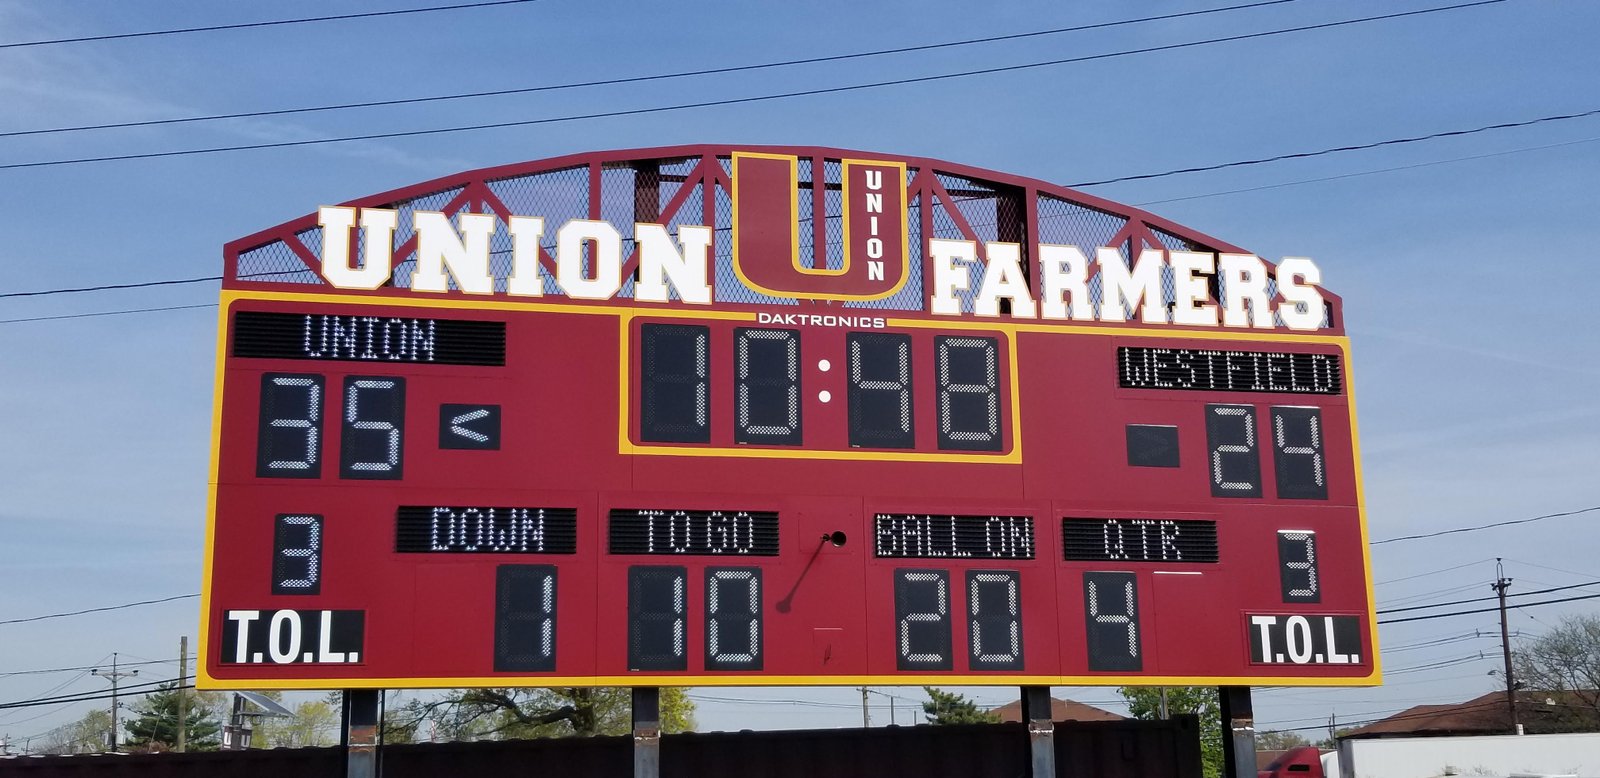 UNION U UNION FARMERS
DAKTRONICS
UNION 10:48 WESTFIELD
35 < 24
DOWN TO GO BALL ON QTR
3 1 10 20 4 3
T.O.L. T.O.L.